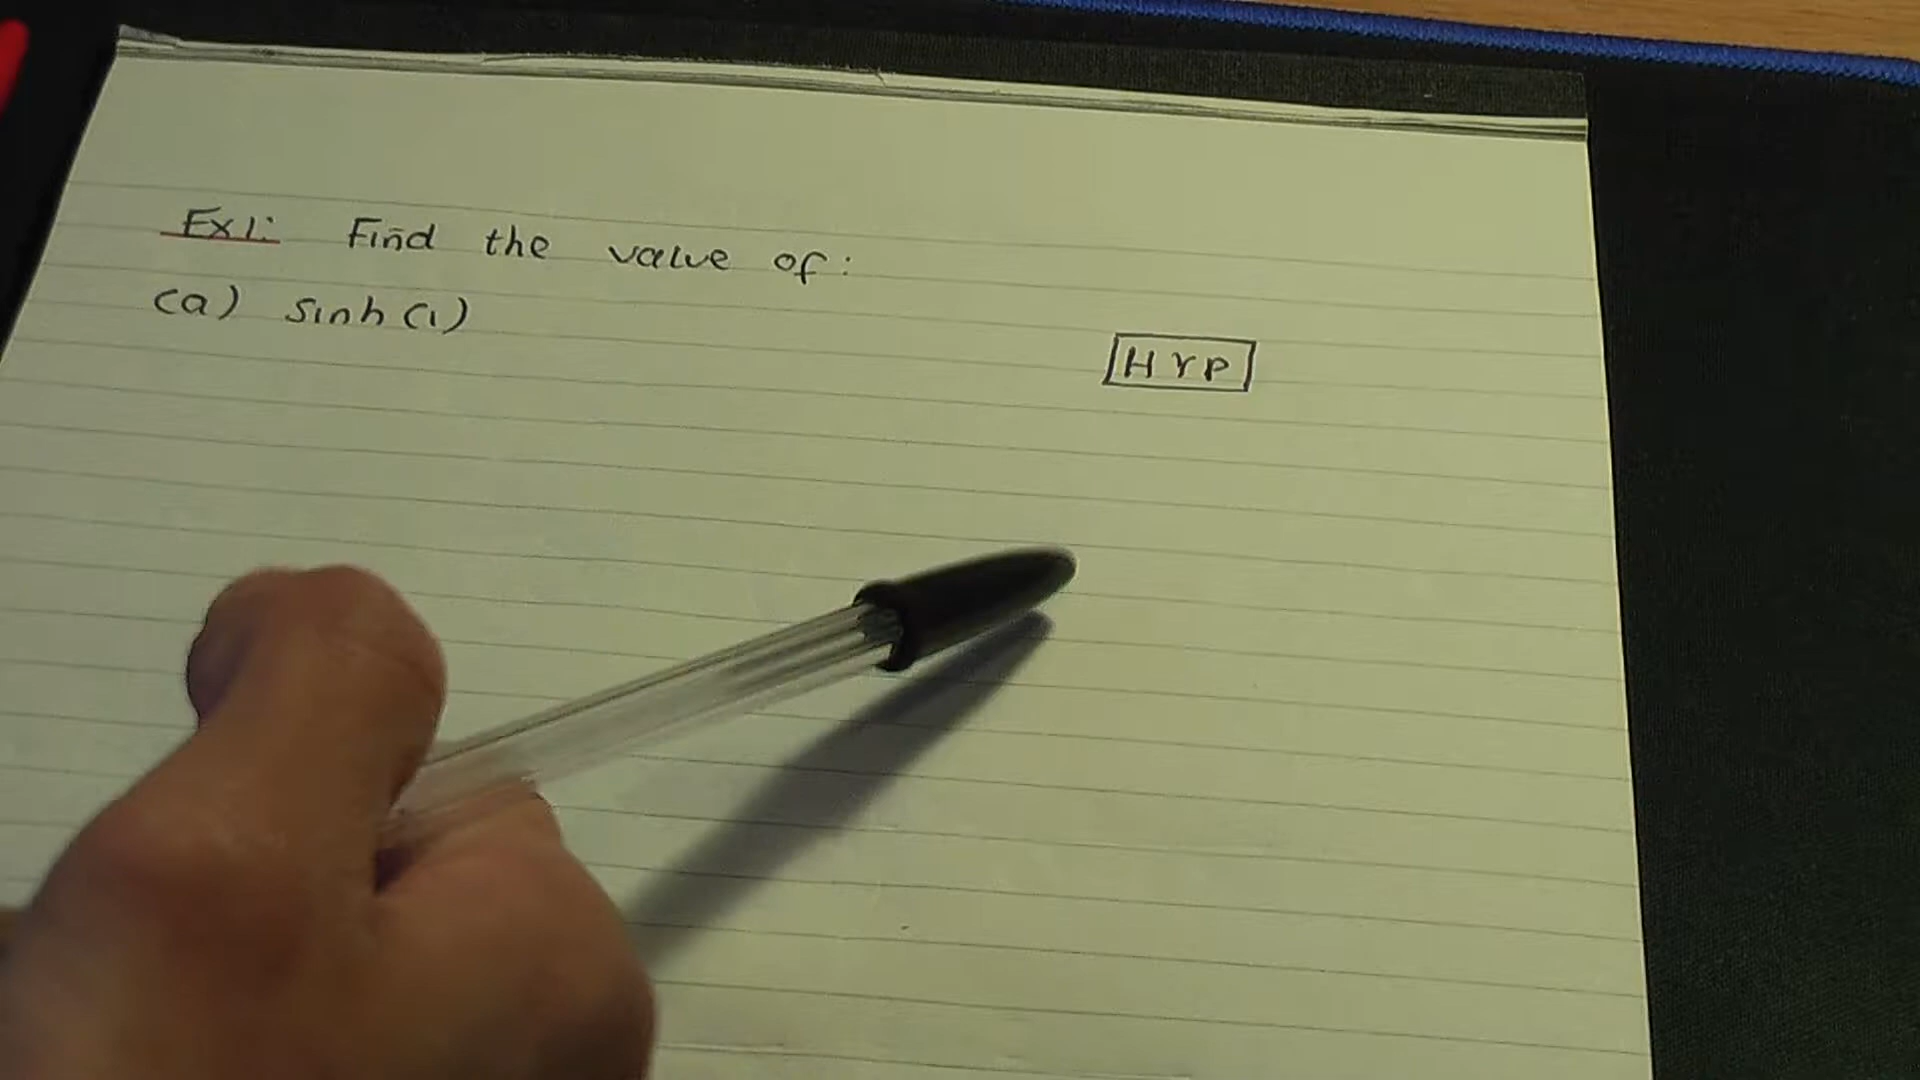 Ex1: Find the value of:
(a) sinh(1)
HYP